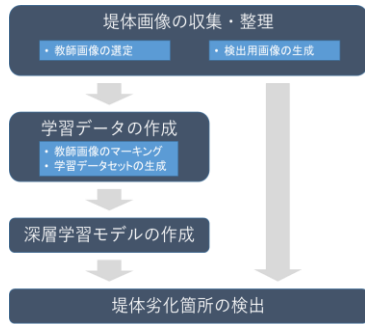 堤体画像の収集・整理
• 教師画像の選定
• 検出用画像の生成
学習データの作成
• 教師画像のマーキング
• 学習データセットの生成
深層学習モデルの作成
堤体劣化箇所の検出